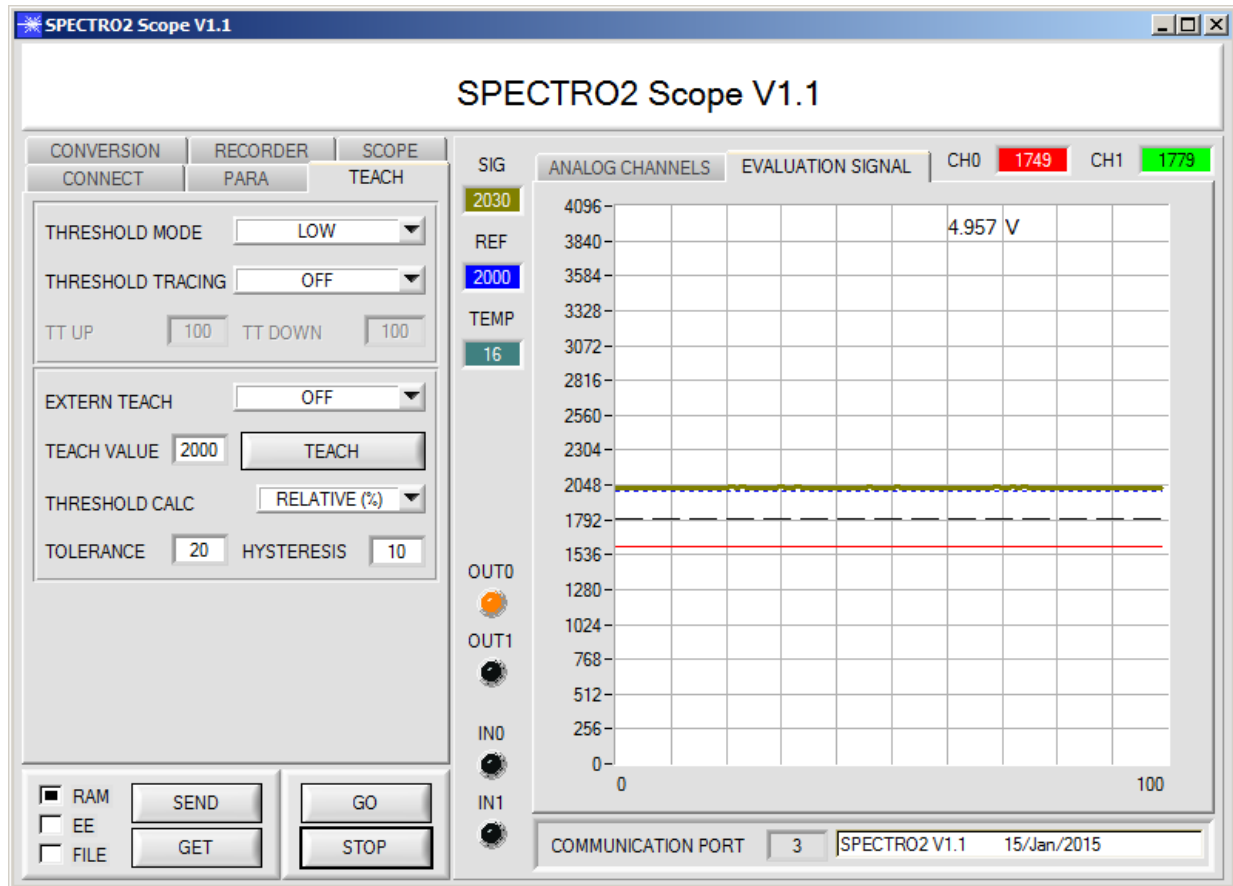 SPECTRO2 Scope V1.1
SPECTRO2 Scope V1.1
CONVERSION RECORDER SCOPE
CONNECT PARA TEACH
THRESHOLD MODE LOW
THRESHOLD TRACING OFF
TT UP 100 TT DOWN 100
EXTERN TEACH OFF
TEACH VALUE 2000 TEACH
THRESHOLD CALC RELATIVE (%)
TOLERANCE 20 HYSTERESIS 10
RAM
EE
FILE
SEND
GET
GO
STOP
SIG
2030
REF
2000
TEMP
16
OUT0
OUT1
IN0
IN1
ANALOG CHANNELS EVALUATION SIGNAL CH0 1749 CH1 1779
4.957 V
4096
3840
3584
3328
3072
2816
2560
2304
2048
1792
1536
1280
1024
768
512
256
0
0 100
COMMUNICATION PORT 3 SPECTRO2 V1.1 15/Jan/2015